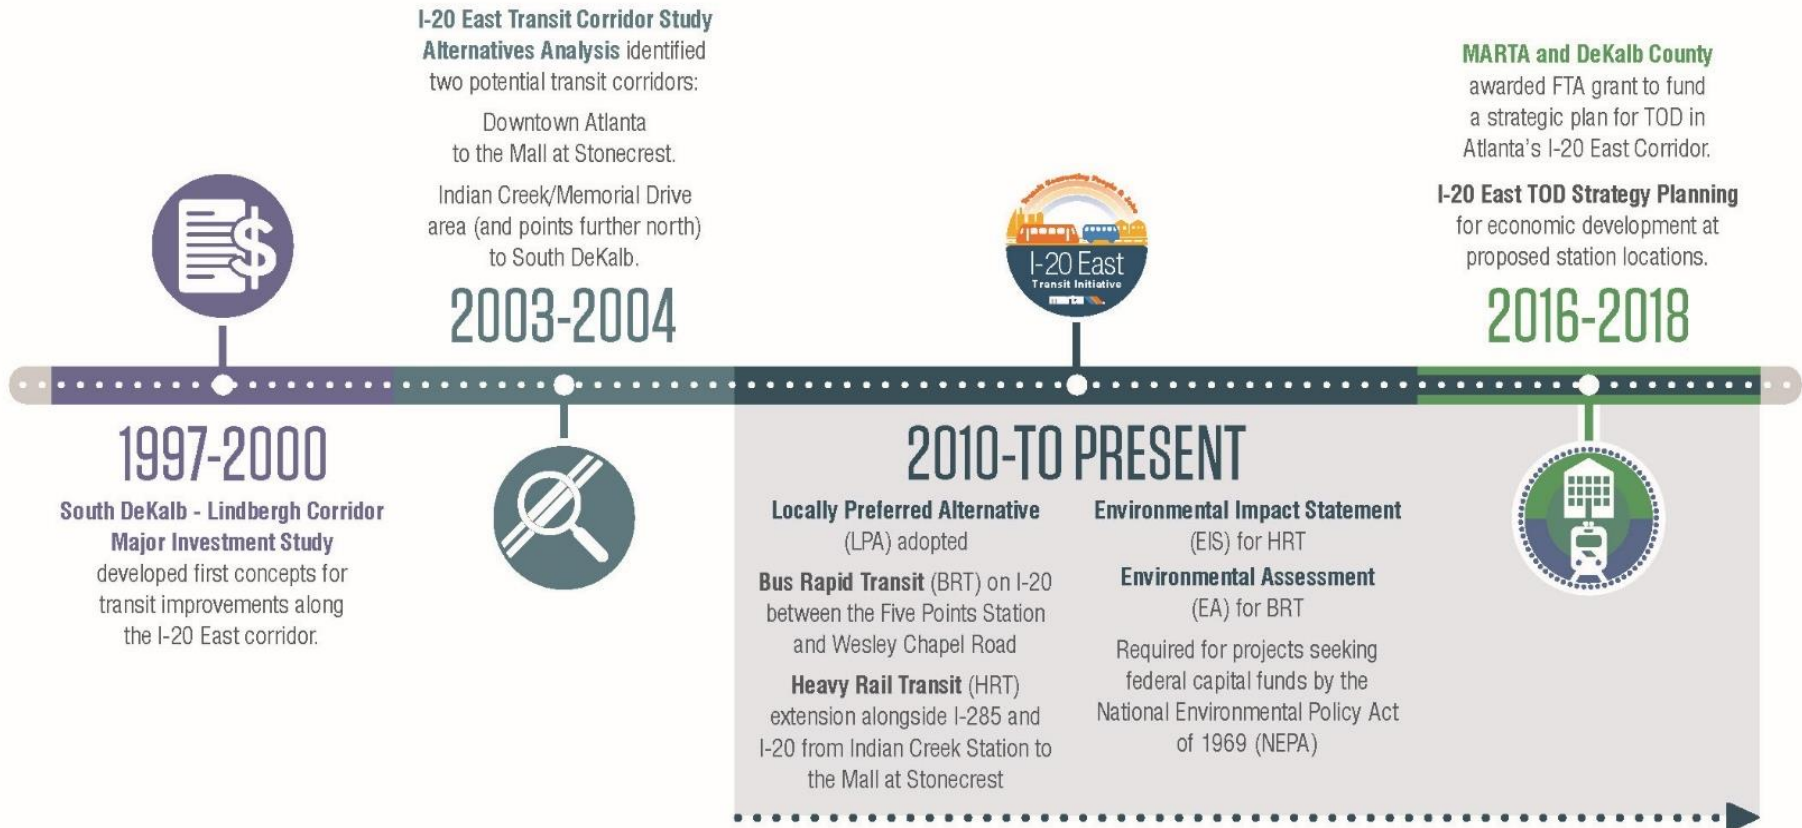 I-20 East Transit Corridor Study
Alternatives Analysis identified
two potential transit corridors:
Downtown Atlanta
to the Mall at Stonecrest.
Indian Creek/Memorial Drive
area (and points further north)
to South DeKalb.
2003-2004
Transit Connecting People & Jobs
I-20 East
Transit Initiative
marta
MARTA and DeKalb County
awarded FTA grant to fund
a strategic plan for TOD in
Atlanta's I-20 East Corridor.
I-20 East TOD Strategy Planning
for economic development at
proposed station locations.
2016-2018
$
1997-2000
South DeKalb - Lindbergh Corridor
Major Investment Study
developed first concepts for
transit improvements along
the I-20 East corridor.
2010-TO PRESENT
Locally Preferred Alternative
(LPA) adopted
Bus Rapid Transit (BRT) on I-20
between the Five Points Station
and Wesley Chapel Road
Heavy Rail Transit (HRT)
extension alongside I-285 and
I-20 from Indian Creek Station to
the Mall at Stonecrest
Environmental Impact Statement
(EIS) for HRT
Environmental Assessment
(EA) for BRT
Required for projects seeking
federal capital funds by the
National Environmental Policy Act
of 1969 (NEPA)